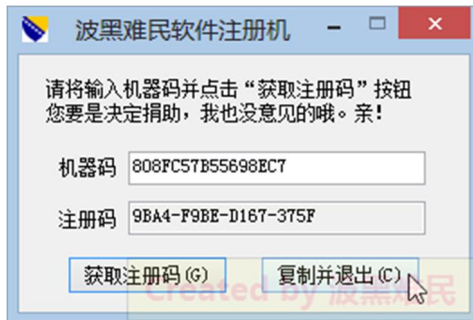 波黑难民软件注册机
请将输入机器码并点击“获取注册码”按钮
您要是决定捐助，我也没意见的哦。亲！
机器码 808FC57B55698EC7
注册码 9BA4-F9BE-D167-375F
获取注册码(G) 复制并退出(C)
Created by 波黑难民